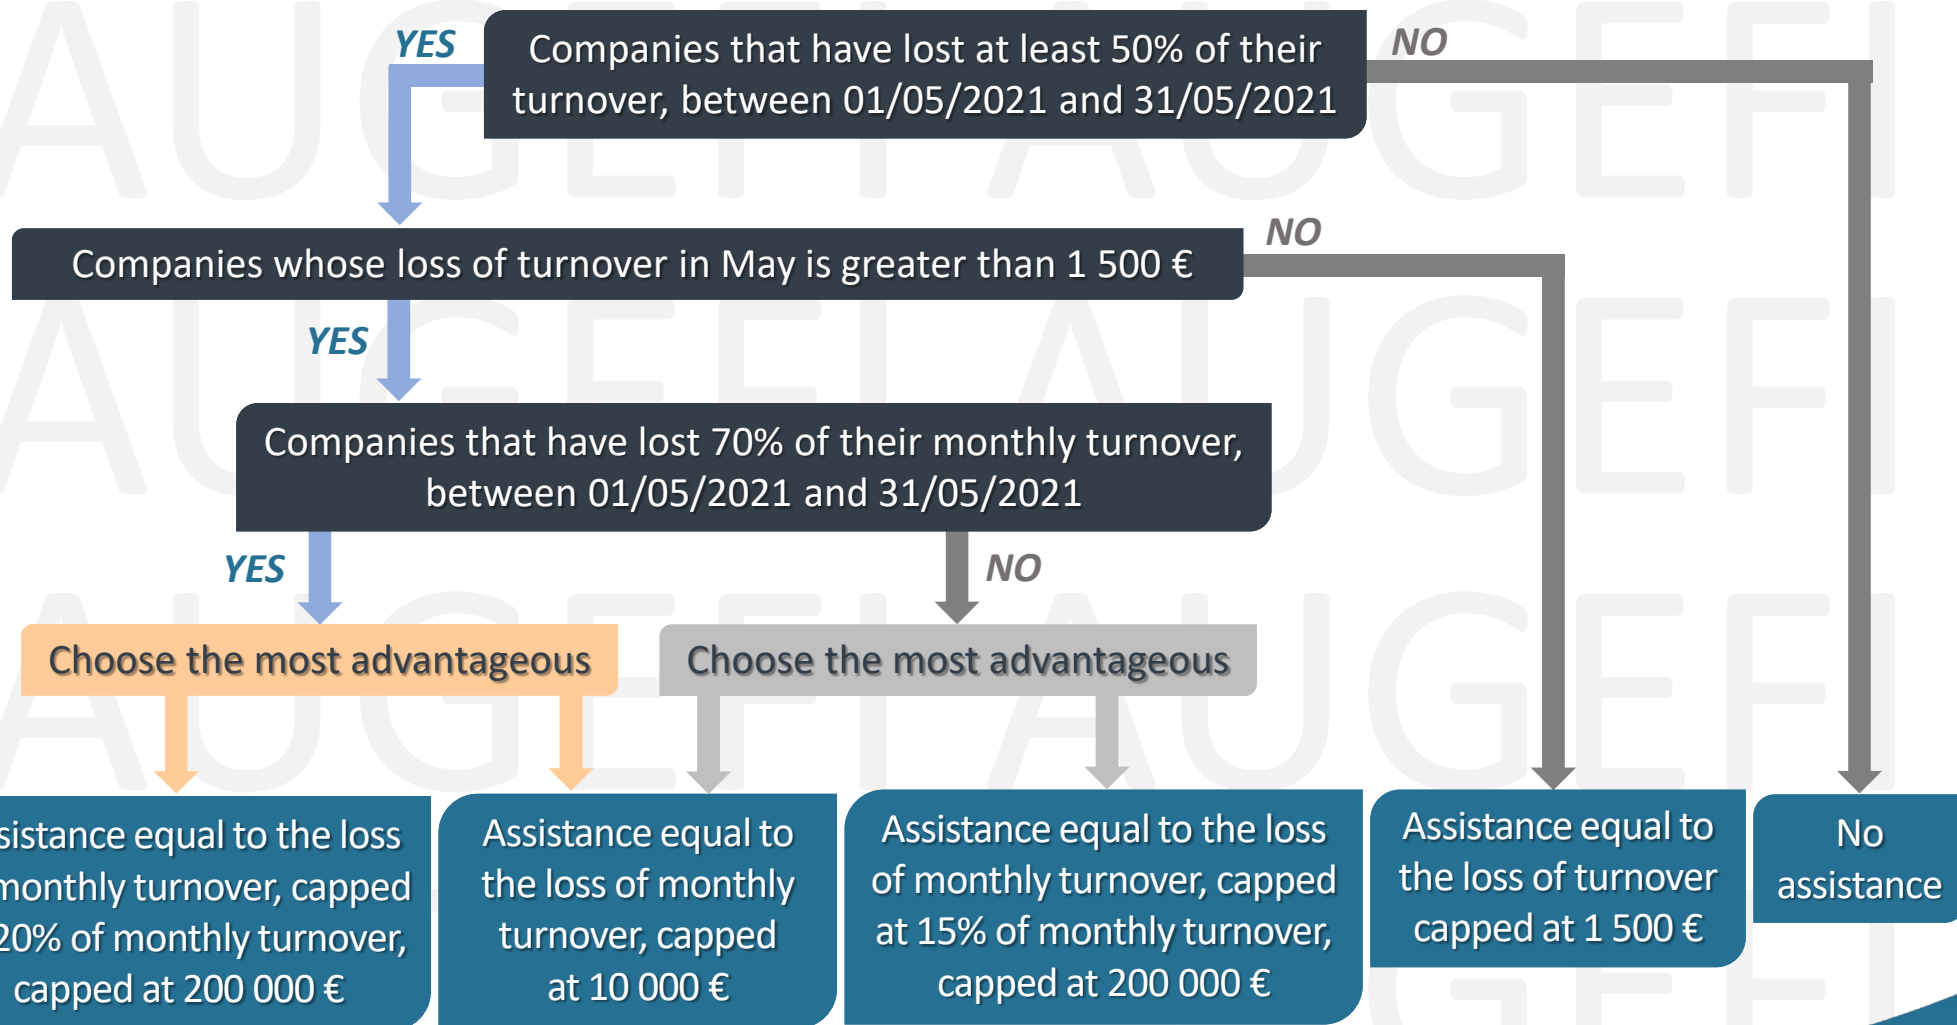 YES
Companies that have lost at least 50% of their
turnover, between 01/05/2021 and 31/05/2021
NO
Companies whose loss of turnover in May is greater than 1 500 €
NO
YES
Companies that have lost 70% of their monthly turnover,
between 01/05/2021 and 31/05/2021
YES
NO
Choose the most advantageous
Choose the most advantageous
sistance equal to the loss
monthly turnover, capped
20% of monthly turnover,
capped at 200 000 €
Assistance equal to
the loss of monthly
turnover, capped
at 10 000 €
Assistance equal to the loss
of monthly turnover, capped
at 15% of monthly turnover,
capped at 200 000 €
Assistance equal to
the loss of turnover
capped at 1 500 €
No
assistance
AUGEFI AUGEFI
AUGEFI AUGEFI
AUGEFI AUGEFI